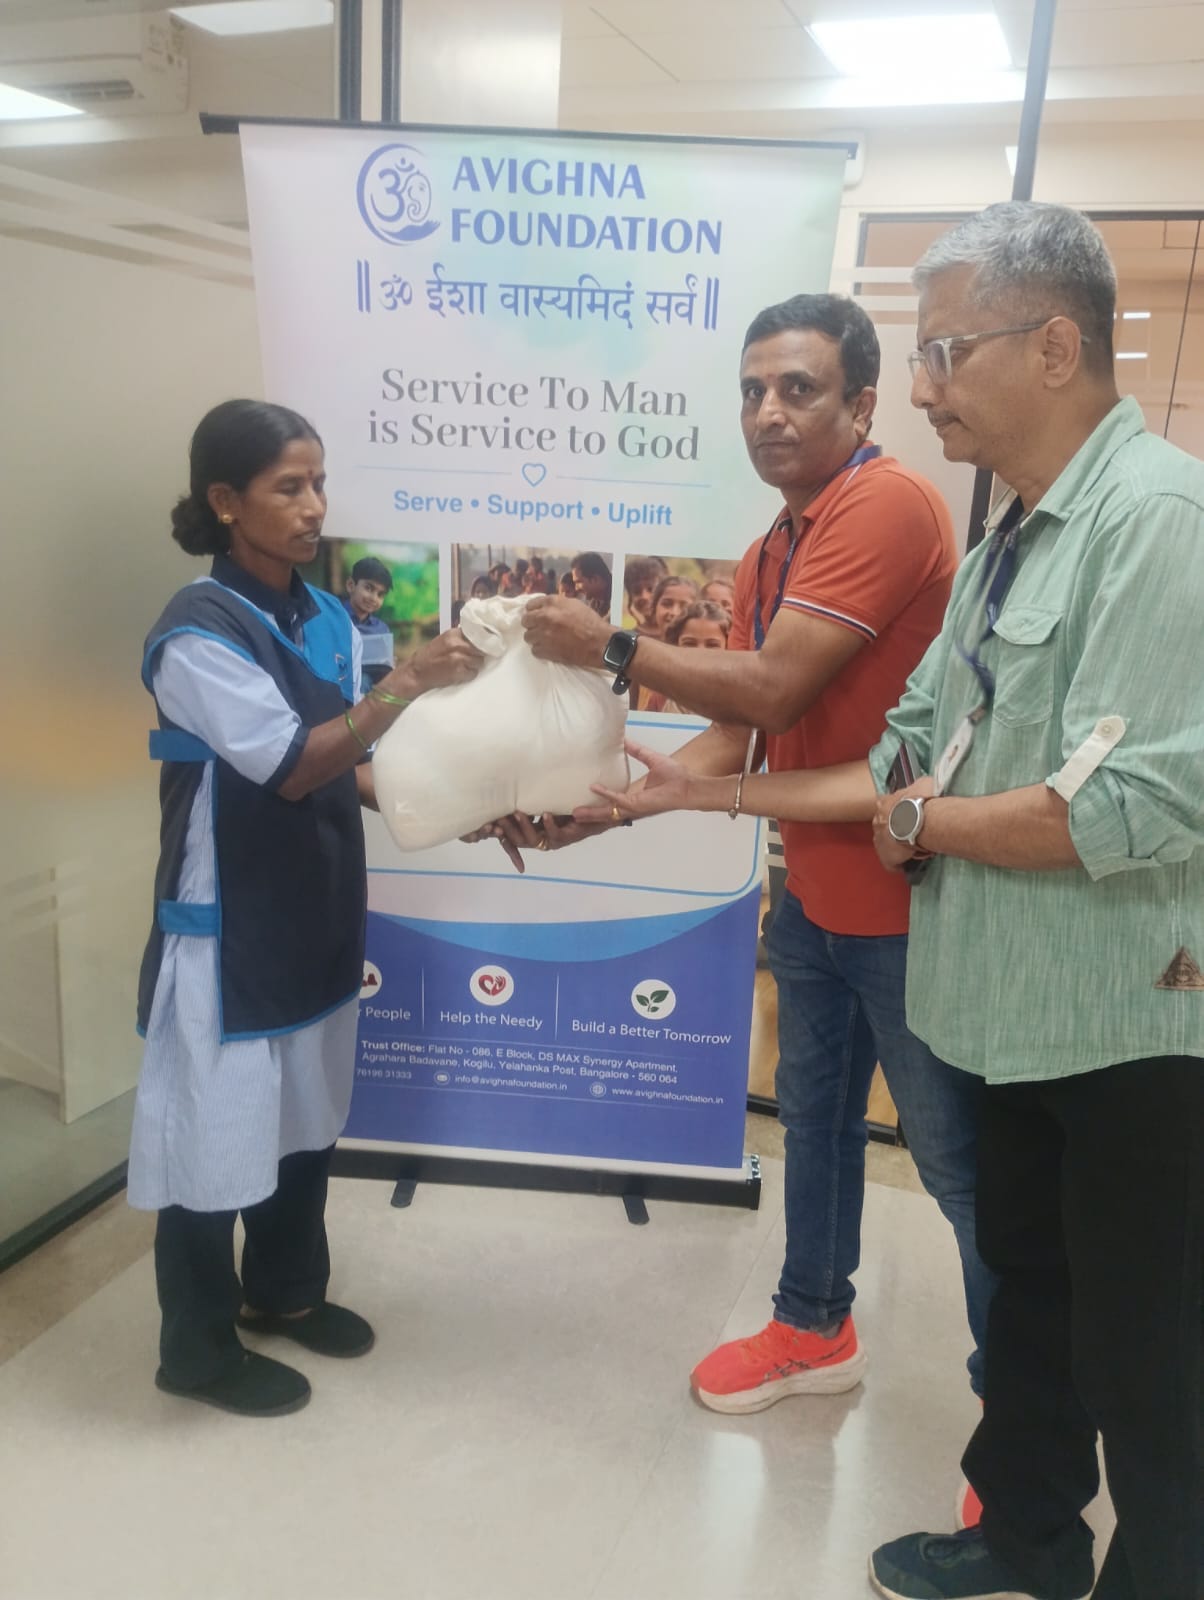 AVIGHNA
FOUNDATION
॥ ॐ ईशा वास्यमिदं सर्वं ॥
Service To Man
is Service to God
Serve • Support • Uplift
People
Help the Needy
Build a Better Tomorrow
Trust Office: Flat No - 086, E Block, DS MAX Synergy Apartment,
Agrahara Badavane, Kogilu, Yelahanka Post, Bangalore - 560 064
76196 31333
info@avighnafoundation.in
www.avighnafoundation.in